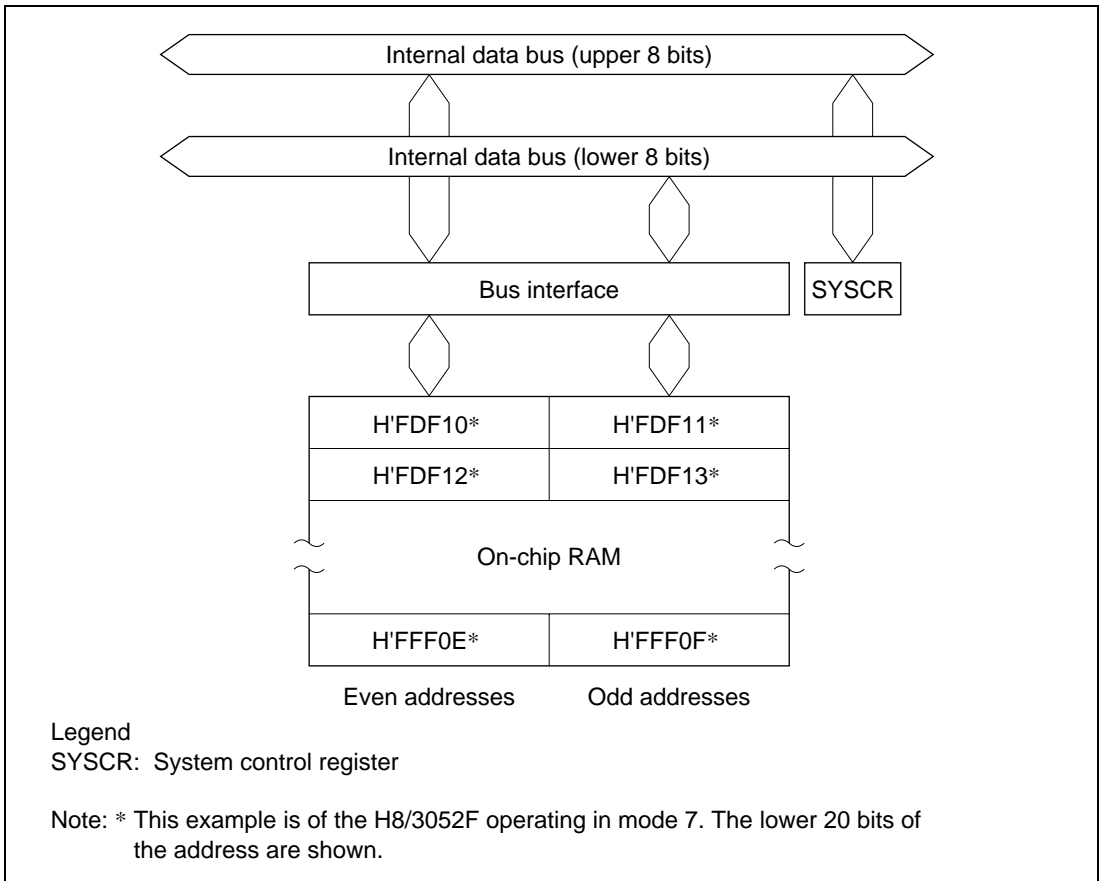 Internal data bus (upper 8 bits)
Internal data bus (lower 8 bits)
Bus interface
SYSCR
H'FDF10*
H'FDF11*
H'FDF12*
H'FDF13*
On-chip RAM
H'FFF0E*
H'FFF0F*
Even addresses
Odd addresses
Legend
SYSCR: System control register
Note: * This example is of the H8/3052F operating in mode 7. The lower 20 bits of
the address are shown.